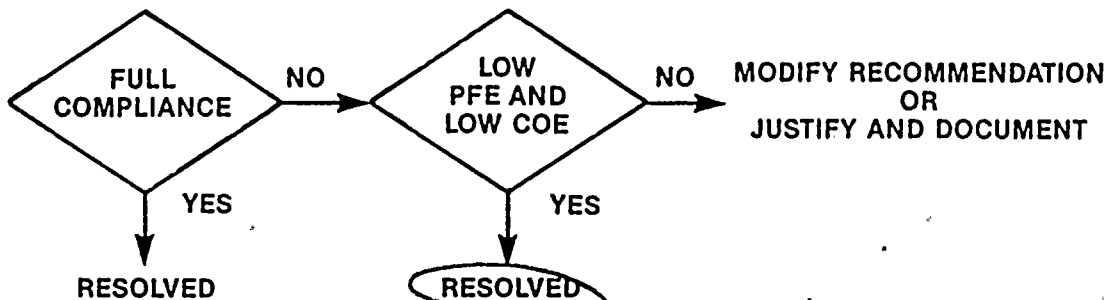 FULL
COMPLIANCE
NO
LOW
PFE AND
LOW COE
NO
MODIFY RECOMMENDATION
OR
JUSTIFY AND DOCUMENT
YES
YES
RESOLVED
RESOLVED